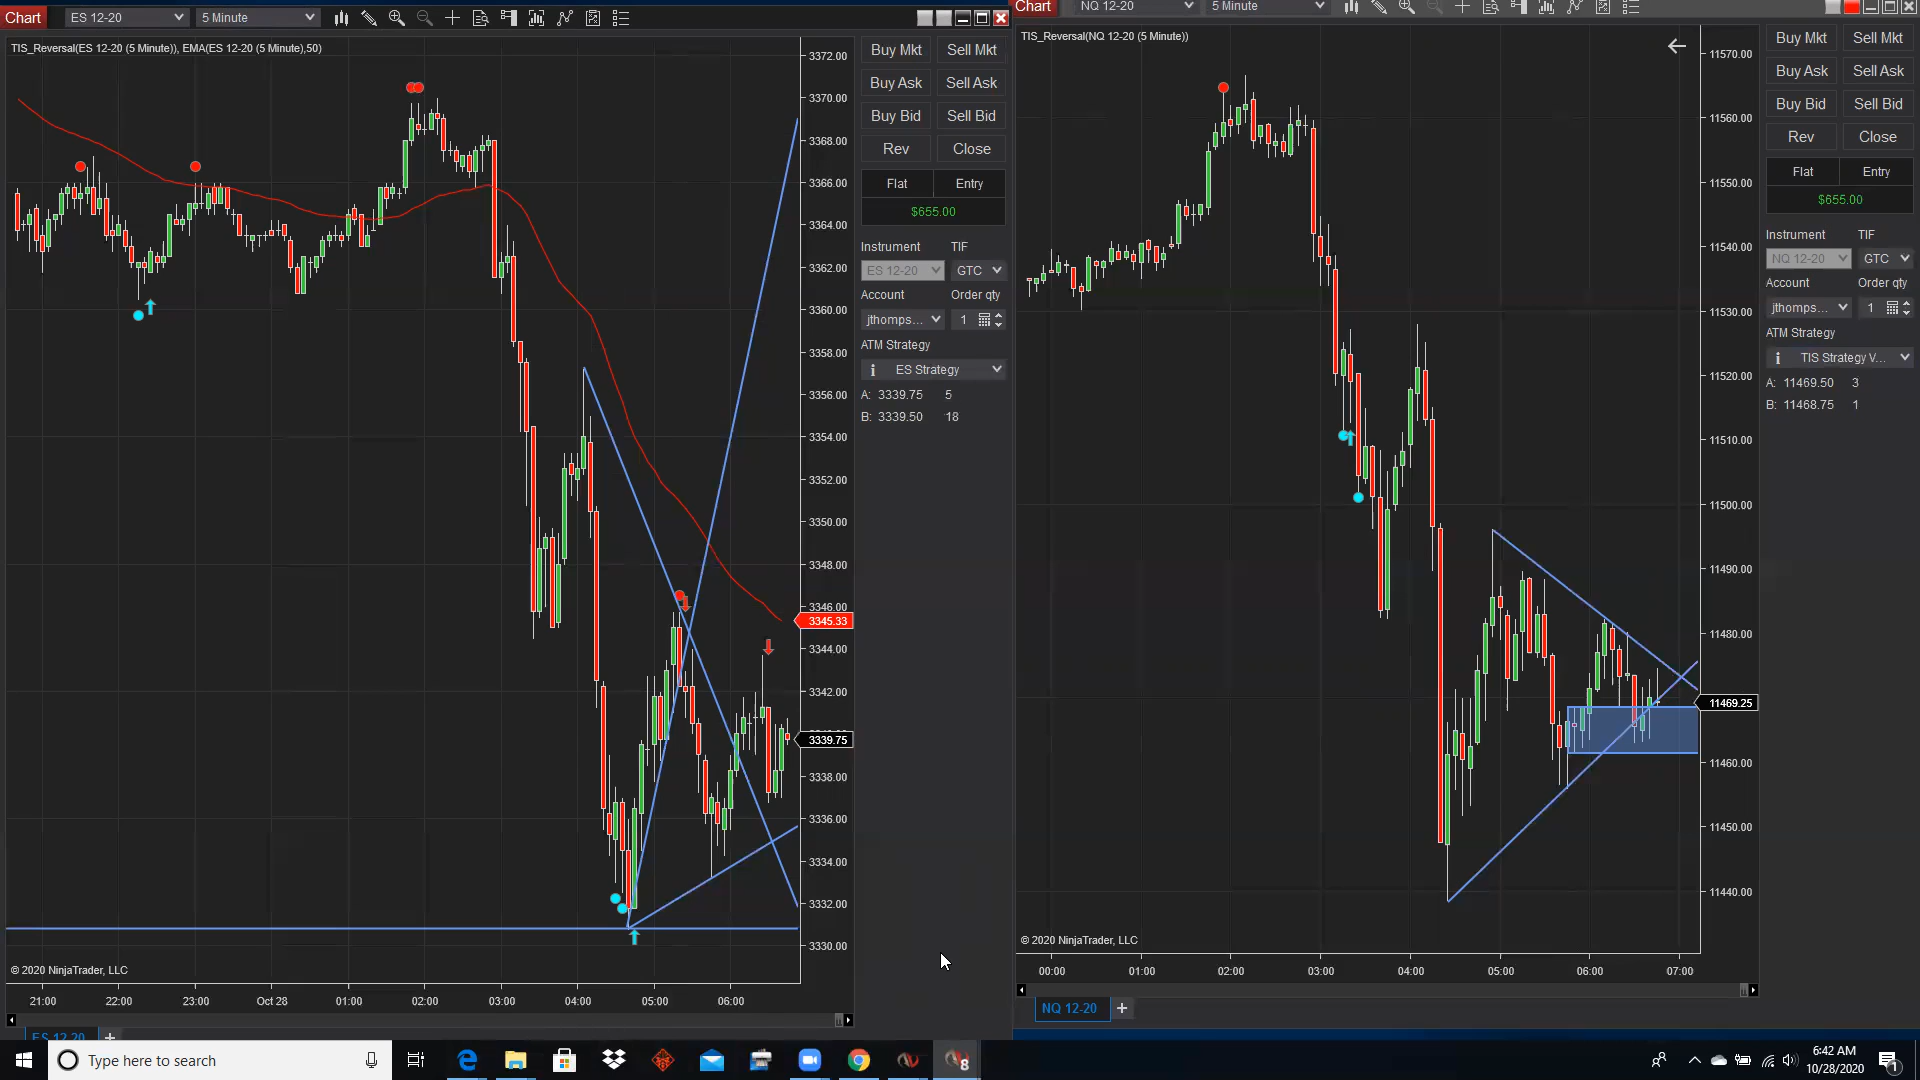 Chart
ES 12-20
5 Minute
TIS_Reversal(ES 12-20 (5 Minute)), EMA(ES 12-20 (5 Minute),50)
3372.00
3370.00
3368.00
3366.00
3364.00
3362.00
3360.00
3358.00
3356.00
3354.00
3352.00
3350.00
3348.00
3346.00
3345.33
3344.00
3342.00
3339.75
3338.00
3336.00
3334.00
3332.00
3330.00
© 2020 NinjaTrader, LLC
21:00 22:00 23:00 Oct 28 01:00 02:00 03:00 04:00 05:00 06:00
ES 12-20
+
Buy Mkt Sell Mkt
Buy Ask Sell Ask
Buy Bid Sell Bid
Rev Close
Flat Entry
$655.00
Instrument TIF
ES 12-20 GTC
Account Order qty
jthomps... 1
ATM Strategy
i ES Strategy
A: 3339.75 5
B: 3339.50 18
Chart
NQ 12-20
5 Minute
TIS_Reversal(NQ 12-20 (5 Minute))
11570.00
11560.00
11550.00
11540.00
11530.00
11520.00
11510.00
11500.00
11490.00
11480.00
11469.25
11460.00
11450.00
11440.00
© 2020 NinjaTrader, LLC
00:00 01:00 02:00 03:00 04:00 05:00 06:00 07:00
NQ 12-20
+
Buy Mkt Sell Mkt
Buy Ask Sell Ask
Buy Bid Sell Bid
Rev Close
Flat Entry
$655.00
Instrument TIF
NQ 12-20 GTC
Account Order qty
jthomps... 1
ATM Strategy
i TIS Strategy V...
A: 11469.50 3
B: 11468.75 1
Type here to search
8
6:42 AM
10/28/2020
1